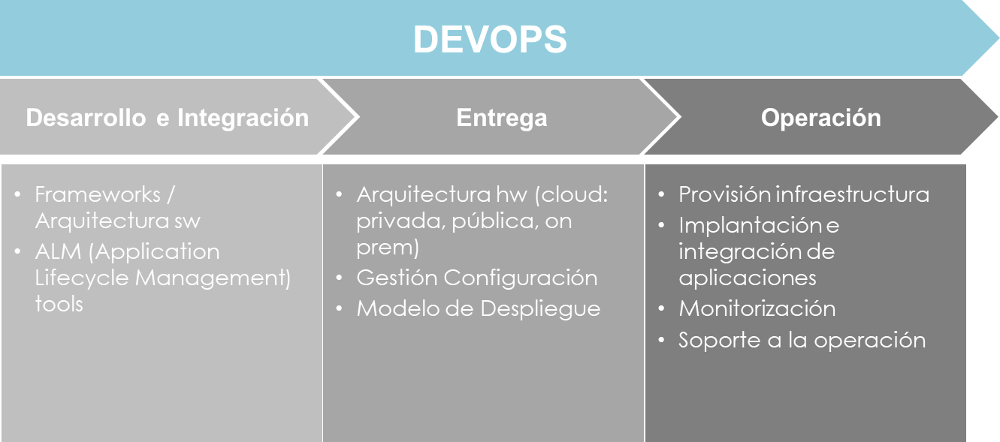 DEVOPS
Desarrollo e Integración
Entrega
Operación
• Frameworks /
Arquitectura sw
• ALM (Application
Lifecycle Management)
tools
• Arquitectura hw (cloud:
privada, pública, on
prem)
• Gestión Configuración
• Modelo de Despliegue
• Provisión infraestructura
• Implantación e
integración de
aplicaciones
• Monitorización
• Soporte a la operación